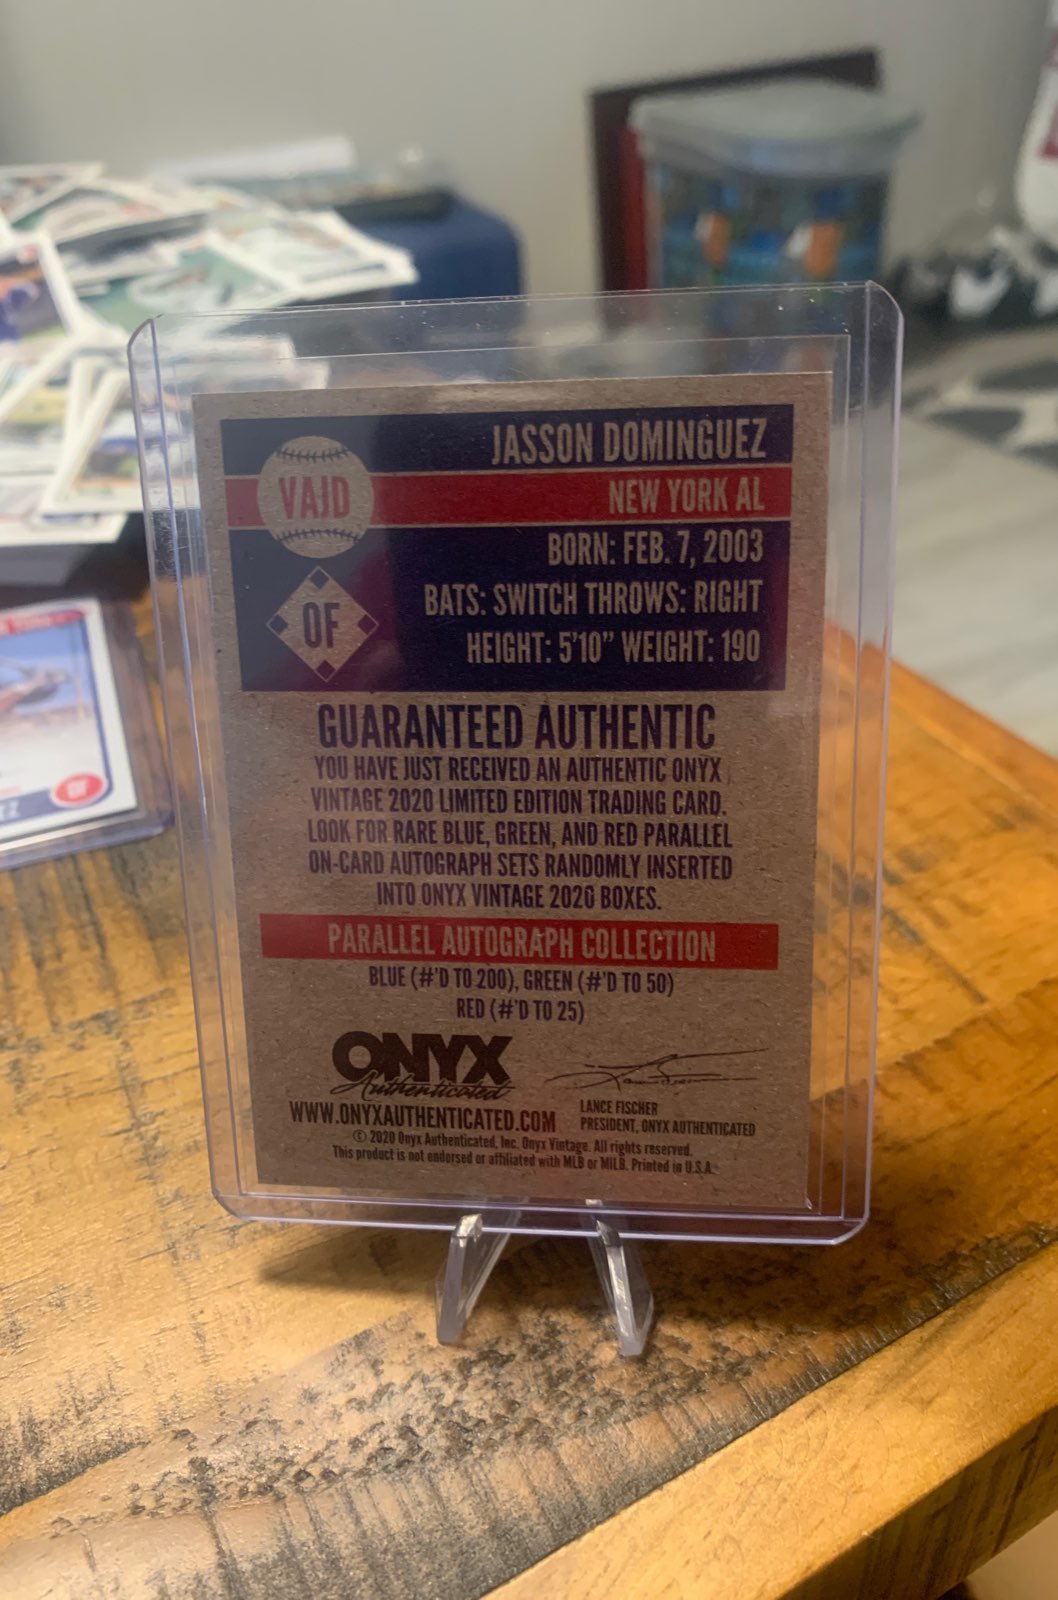 JASSON DOMINGUEZ
VAJD
NEW YORK AL
BORN: FEB. 7, 2003
BATS: SWITCH THROWS: RIGHT
OF
HEIGHT: 5'10" WEIGHT: 190
GUARANTEED AUTHENTIC
YOU HAVE JUST RECEIVED AN AUTHENTIC ONYX
VINTAGE 2020 LIMITED EDITION TRADING CARD.
LOOK FOR RARE BLUE, GREEN, AND RED PARALLEL
ON-CARD AUTOGRAPH SETS RANDOMLY INSERTED
INTO ONYX VINTAGE 2020 BOXES.
PARALLEL AUTOGRAPH COLLECTION
BLUE (#'D TO 200), GREEN (#'D TO 50)
RED (#'D TO 25)
ONYX
Authenticated
WWW.ONYXAUTHENTICATED.COM
LANCE FISCHER
PRESIDENT, ONYX AUTHENTICATED
© 2020 Onyx Authenticated, Inc. Onyx Vintage. All rights reserved.
This product is not endorsed or affiliated with MLB or MiLB. Printed in U.S.A.